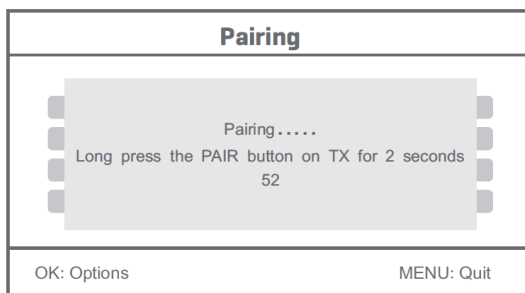 Pairing
Pairing.....
Long press the PAIR button on TX for 2 seconds
52
OK: Options
MENU: Quit